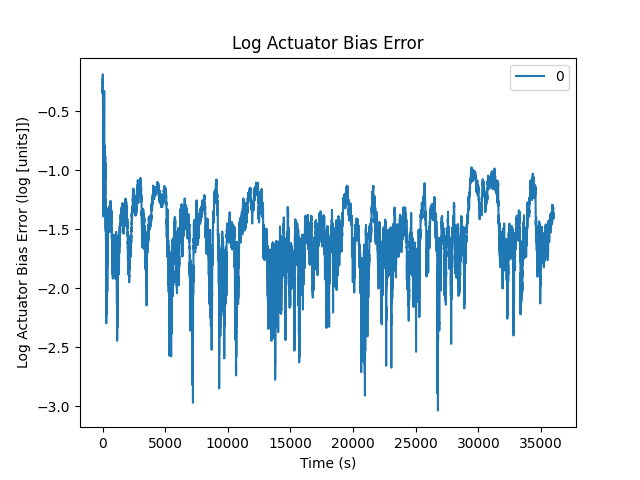 Log Actuator Bias Error
0
Log Actuator Bias Error (log [units]])
−0.5
−1.0
−1.5
−2.0
−2.5
−3.0
0 5000 10000 15000 20000 25000 30000 35000
Time (s)